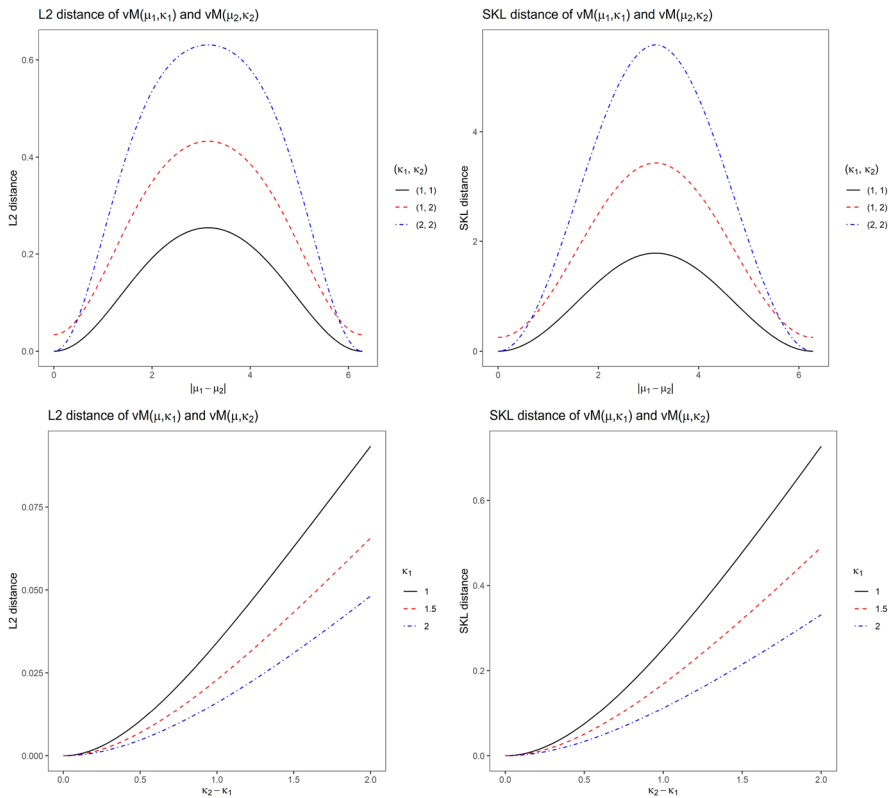 L2 distance of vM(μ₁,κ₁) and vM(μ₂,κ₂)
L2 distance
0.6
0.4
0.2
0.0
0
2
4
6
|μ₁ − μ₂|
(κ₁, κ₂)
(1, 1)
(1, 2)
(2, 2)
SKL distance of vM(μ₁,κ₁) and vM(μ₂,κ₂)
SKL distance
4
2
0
0
2
4
6
|μ₁ − μ₂|
(κ₁, κ₂)
(1, 1)
(1, 2)
(2, 2)
L2 distance of vM(μ,κ₁) and vM(μ,κ₂)
L2 distance
0.075
0.050
0.025
0.000
0.0
0.5
1.0
1.5
2.0
κ₂ − κ₁
κ₁
1
1.5
2
SKL distance of vM(μ,κ₁) and vM(μ,κ₂)
SKL distance
0.6
0.4
0.2
0.0
0.0
0.5
1.0
1.5
2.0
κ₂ − κ₁
κ₁
1
1.5
2